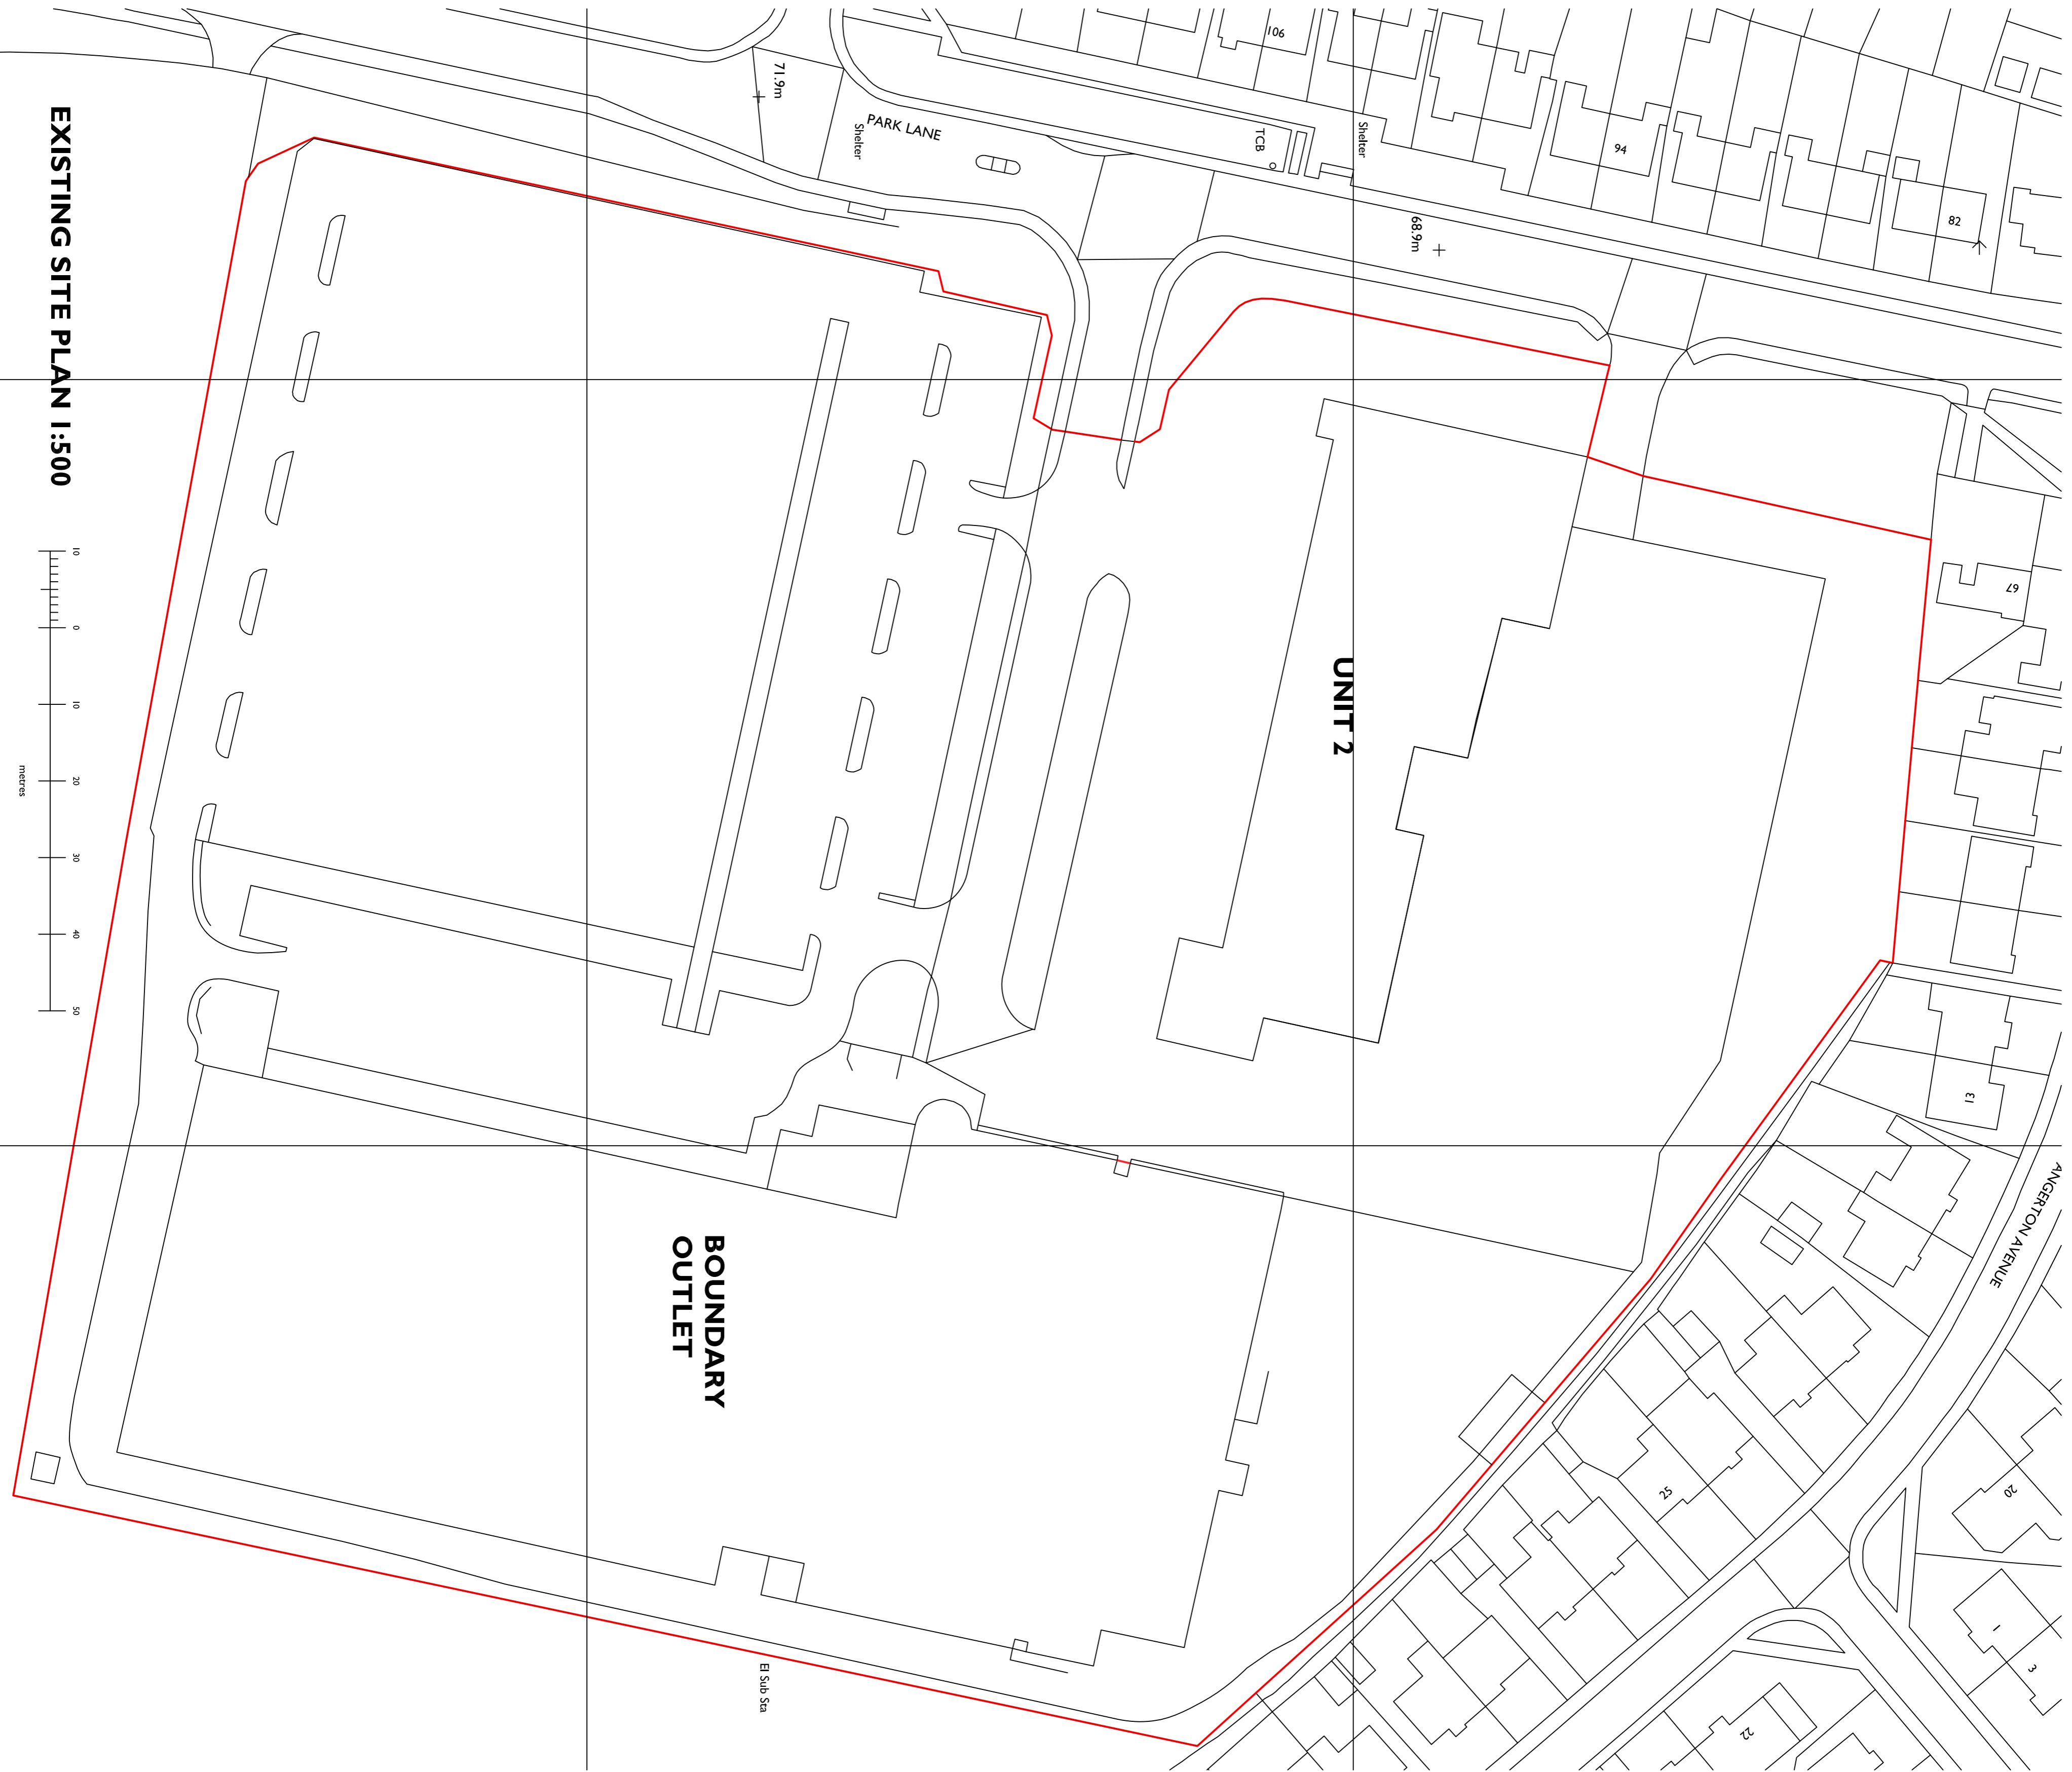 EXISTING SITE PLAN 1:500
10
0
10
20
30
40
50
metres
71.9m
Shelter
PARK LANE
TCB
Shelter
68.9m
106
94
82
67
UNIT 2
BOUNDARY
OUTLET
El Sub Sta
13
ANGERTON AVENUE
25
20
1
3
22